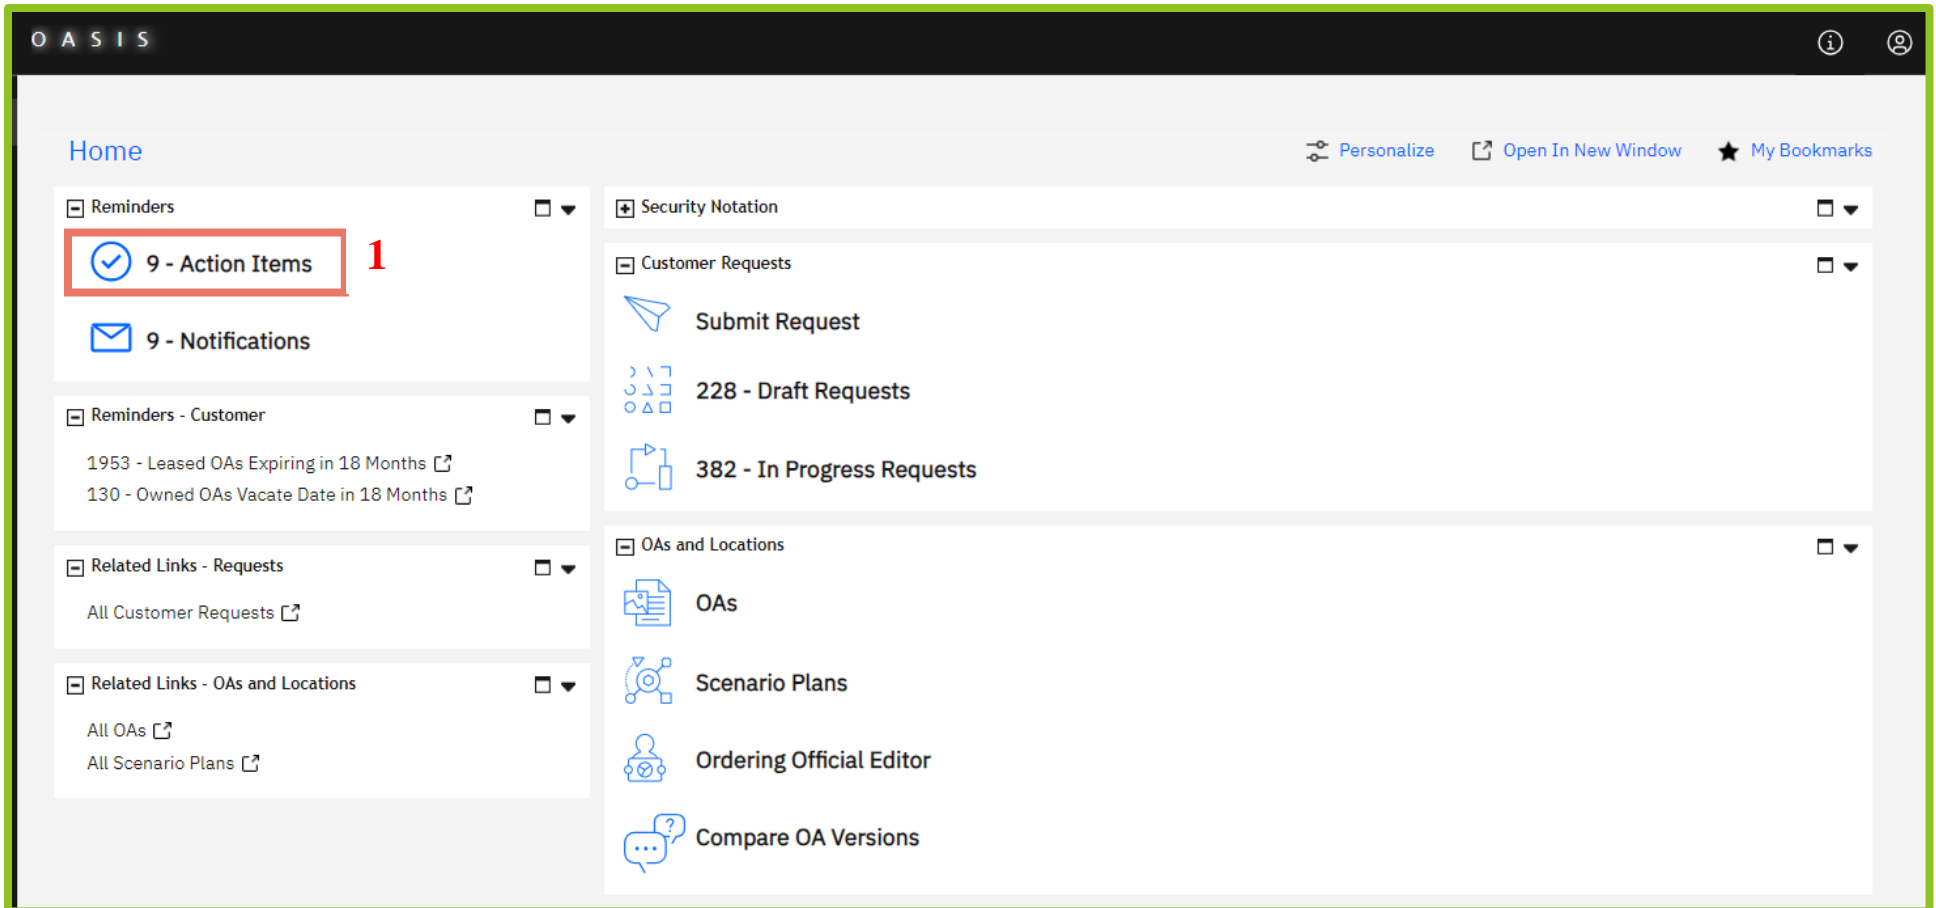 OASIS
Home
Personalize
Open In New Window
My Bookmarks
Reminders
9 - Action Items
1
9 - Notifications
Reminders - Customer
1953 - Leased OAs Expiring in 18 Months
130 - Owned OAs Vacate Date in 18 Months
Related Links - Requests
All Customer Requests
Related Links - OAs and Locations
All OAs
All Scenario Plans
Security Notation
Customer Requests
Submit Request
228 - Draft Requests
382 - In Progress Requests
OAs and Locations
OAs
Scenario Plans
Ordering Official Editor
Compare OA Versions